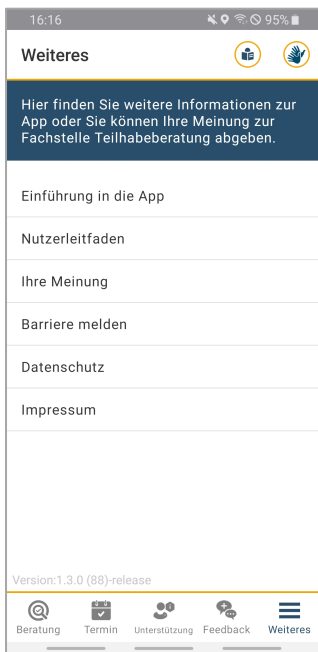 16:16 95%
Weiteres
Hier finden Sie weitere Informationen zur
App oder Sie können Ihre Meinung zur
Fachstelle Teilhabeberatung abgeben.
Einführung in die App
Nutzerleitfaden
Ihre Meinung
Barriere melden
Datenschutz
Impressum
Version:1.3.0 (88)-release
Beratung Termin Unterstützung Feedback Weiteres